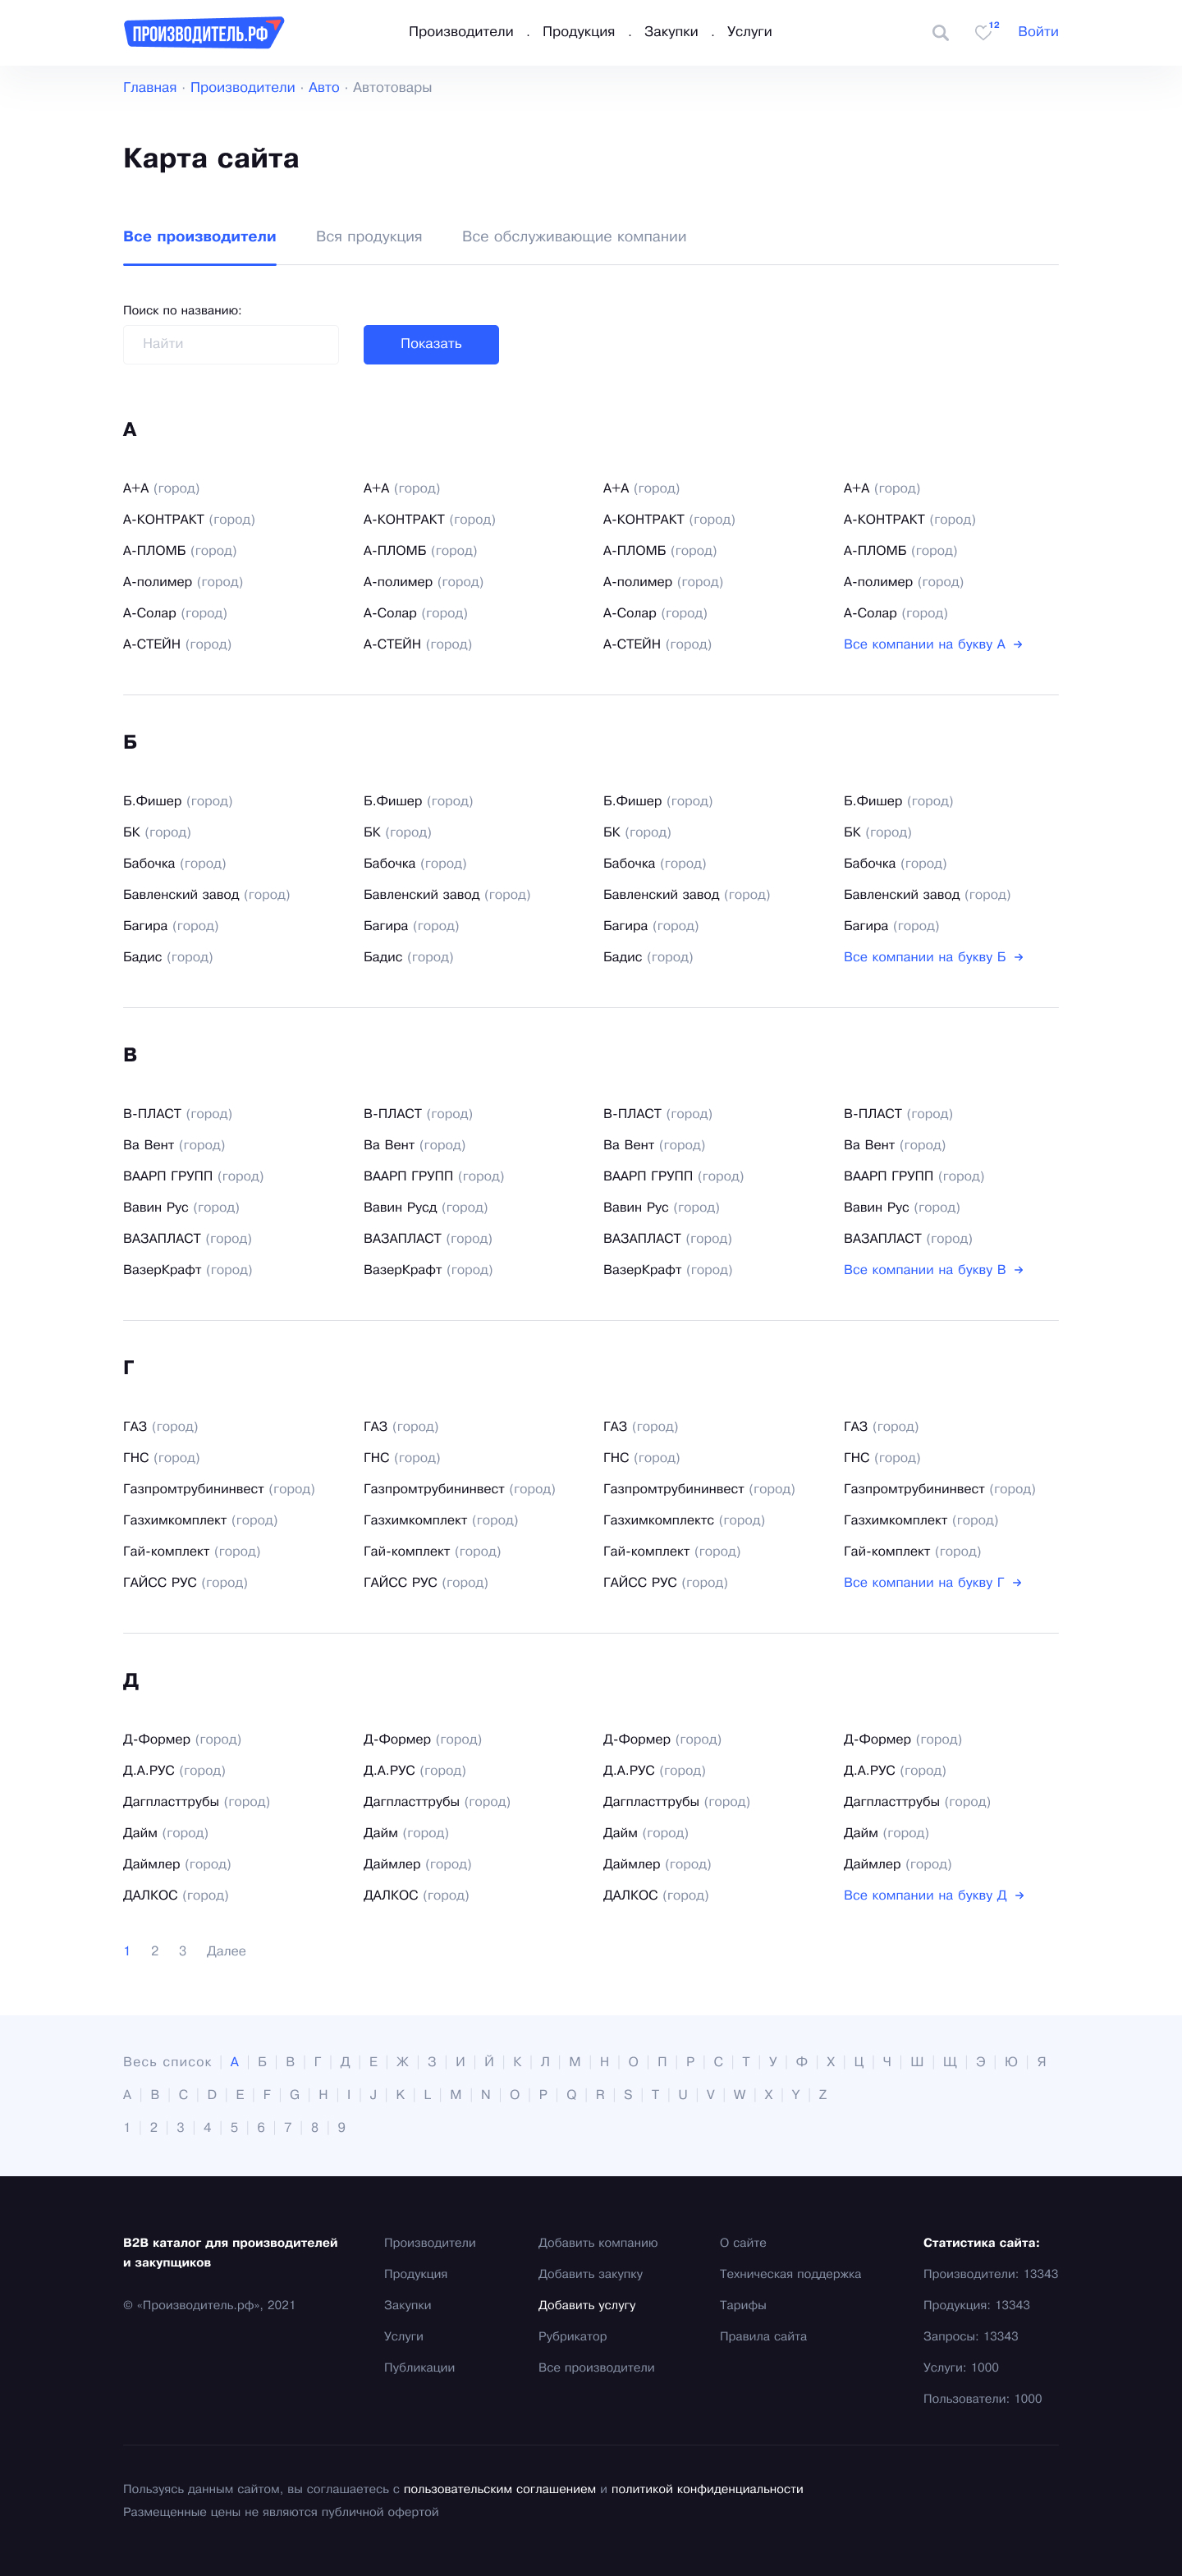 ПРОИЗВОДИТЕЛЬ.РФ Производители . Продукция . Закупки . Услуги 12 Войти
Главная · Производители · Авто · Автотовары
Карта сайта
Все производители Вся продукция Все обслуживающие компании
Поиск по названию:
Найти Показать
А
А+А (город) А+А (город) А+А (город) А+А (город)
А-КОНТРАКТ (город) А-КОНТРАКТ (город) А-КОНТРАКТ (город) А-КОНТРАКТ (город)
А-ПЛОМБ (город) А-ПЛОМБ (город) А-ПЛОМБ (город) А-ПЛОМБ (город)
А-полимер (город) А-полимер (город) А-полимер (город) А-полимер (город)
А-Солар (город) А-Солар (город) А-Солар (город) А-Солар (город)
А-СТЕЙН (город) А-СТЕЙН (город) А-СТЕЙН (город) Все компании на букву А →
Б
Б.Фишер (город) Б.Фишер (город) Б.Фишер (город) Б.Фишер (город)
БК (город) БК (город) БК (город) БК (город)
Бабочка (город) Бабочка (город) Бабочка (город) Бабочка (город)
Бавленский завод (город) Бавленский завод (город) Бавленский завод (город) Бавленский завод (город)
Багира (город) Багира (город) Багира (город) Багира (город)
Бадис (город) Бадис (город) Бадис (город) Все компании на букву Б →
В
В-ПЛАСТ (город) В-ПЛАСТ (город) В-ПЛАСТ (город) В-ПЛАСТ (город)
Ва Вент (город) Ва Вент (город) Ва Вент (город) Ва Вент (город)
ВААРП ГРУПП (город) ВААРП ГРУПП (город) ВААРП ГРУПП (город) ВААРП ГРУПП (город)
Вавин Рус (город) Вавин Русд (город) Вавин Рус (город) Вавин Рус (город)
ВАЗАПЛАСТ (город) ВАЗАПЛАСТ (город) ВАЗАПЛАСТ (город) ВАЗАПЛАСТ (город)
ВазерКрафт (город) ВазерКрафт (город) ВазерКрафт (город) Все компании на букву В →
Г
ГАЗ (город) ГАЗ (город) ГАЗ (город) ГАЗ (город)
ГНС (город) ГНС (город) ГНС (город) ГНС (город)
Газпромтрубининвест (город) Газпромтрубининвест (город) Газпромтрубининвест (город) Газпромтрубининвест (город)
Газхимкомплект (город) Газхимкомплект (город) Газхимкомплектс (город) Газхимкомплект (город)
Гай-комплект (город) Гай-комплект (город) Гай-комплект (город) Гай-комплект (город)
ГАЙСС РУС (город) ГАЙСС РУС (город) ГАЙСС РУС (город) Все компании на букву Г →
Д
Д-Формер (город) Д-Формер (город) Д-Формер (город) Д-Формер (город)
Д.А.РУС (город) Д.А.РУС (город) Д.А.РУС (город) Д.А.РУС (город)
Дагпласттрубы (город) Дагпласттрубы (город) Дагпласттрубы (город) Дагпласттрубы (город)
Дайм (город) Дайм (город) Дайм (город) Дайм (город)
Даймлер (город) Даймлер (город) Даймлер (город) Даймлер (город)
ДАЛКОС (город) ДАЛКОС (город) ДАЛКОС (город) Все компании на букву Д →
1 2 3 Далее
Весь список | А | Б | В | Г | Д | Е | Ж | З | И | Й | К | Л | М | Н | О | П | Р | С | Т | У | Ф | Х | Ц | Ч | Ш | Щ | Э | Ю | Я
A | B | C | D | E | F | G | H | I | J | K | L | M | N | O | P | Q | R | S | T | U | V | W | X | Y | Z
1 | 2 | 3 | 4 | 5 | 6 | 7 | 8 | 9
B2B каталог для производителей
и закупщиков
© «Производитель.рф», 2021
Производители
Продукция
Закупки
Услуги
Публикации
Добавить компанию
Добавить закупку
Добавить услугу
Рубрикатор
Все производители
О сайте
Техническая поддержка
Тарифы
Правила сайта
Статистика сайта:
Производители: 13343
Продукция: 13343
Запросы: 13343
Услуги: 1000
Пользователи: 1000
Пользуясь данным сайтом, вы соглашаетесь с пользовательским соглашением и политикой конфиденциальности
Размещенные цены не являются публичной офертой